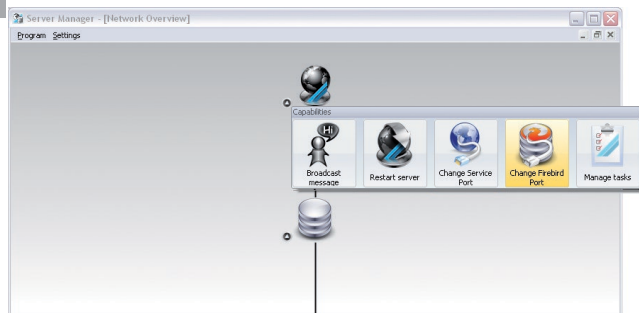 Server Manager - [Network Overview]
Program Settings
Capabilities
Hi
Broadcast
message
Restart server
Change Service
Port
Change Firebird
Port
Manage tasks